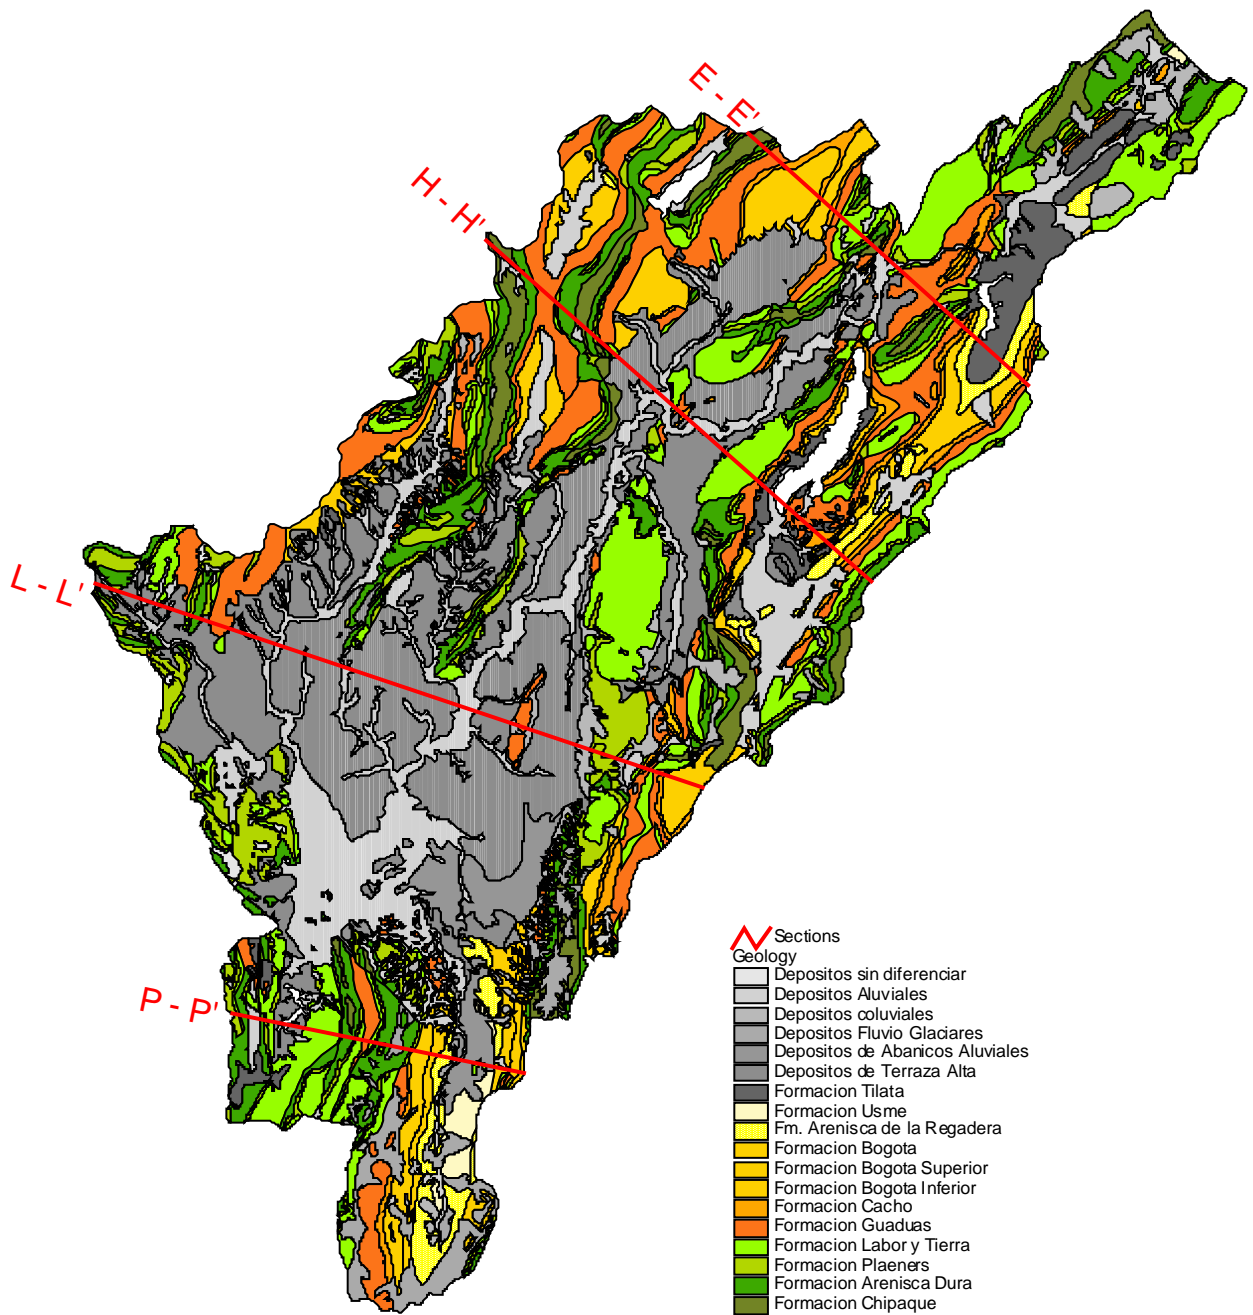 E - E'
H - H'
L - L'
P - P'
Sections
Geology
Depositos sin diferenciar
Depositos Aluviales
Depositos coluviales
Depositos Fluvio Glaciares
Depositos de Abanicos Aluviales
Depositos de Terraza Alta
Formacion Tilata
Formacion Usme
Fm. Arenisca de la Regadera
Formacion Bogota
Formacion Bogota Superior
Formacion Bogota Inferior
Formacion Cacho
Formacion Guaduas
Formacion Labor y Tierra
Formacion Plaeners
Formacion Arenisca Dura
Formacion Chipaque